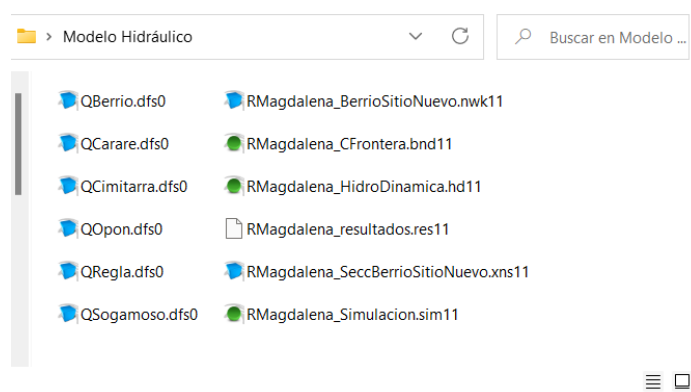 Modelo Hidráulico
Buscar en Modelo ...
QBerrio.dfs0
RMagdalena_BerrioSitioNuevo.nwk11
QCarare.dfs0
RMagdalena_CFrontera.bnd11
QCimitarra.dfs0
RMagdalena_HidroDinamica.hd11
QOpon.dfs0
RMagdalena_resultados.res11
QRegla.dfs0
RMagdalena_SeccBerrioSitioNuevo.xns11
QSogamoso.dfs0
RMagdalena_Simulacion.sim11